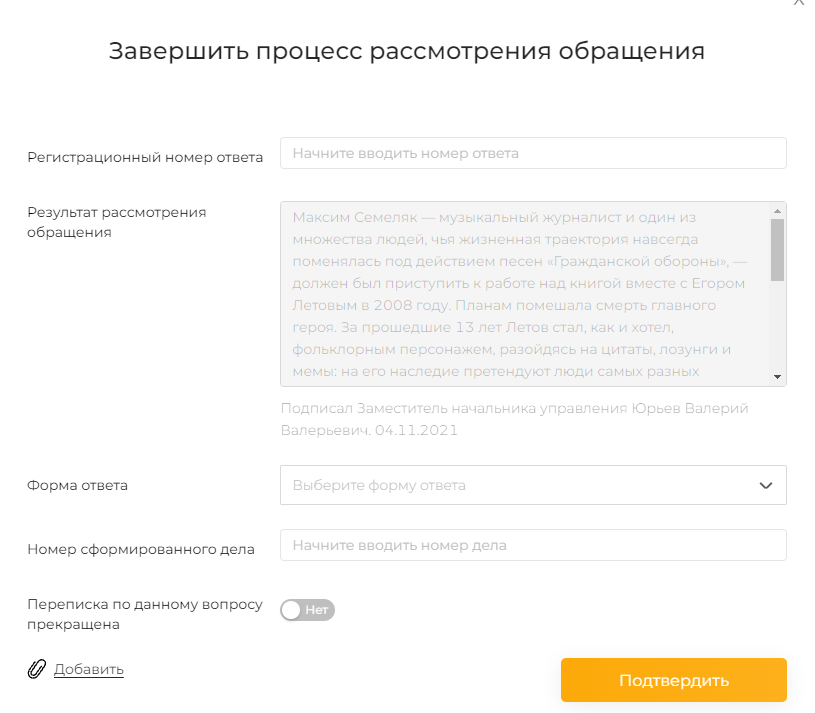 Завершить процесс рассмотрения обращения
Регистрационный номер ответа
Начните вводить номер ответа
Результат рассмотрения
обращения
Максим Семеляк — музыкальный журналист и один из
множества людей, чья жизненная траектория навсегда
поменялась под действием песен «Гражданской обороны», —
должен был приступить к работе над книгой вместе с Егором
Летовым в 2008 году. Планам помешала смерть главного
героя. За прошедшие 13 лет Летов стал, как и хотел,
фольклорным персонажем, разойдясь на цитаты, лозунги и
мемы: на его наследие претендуют люди самых разных
Подписал Заместитель начальника управления Юрьев Валерий
Валерьевич. 04.11.2021
Форма ответа
Выберите форму ответа
Номер сформированного дела
Начните вводить номер дела
Переписка по данному вопросу
прекращена
Нет
Добавить
Подтвердить